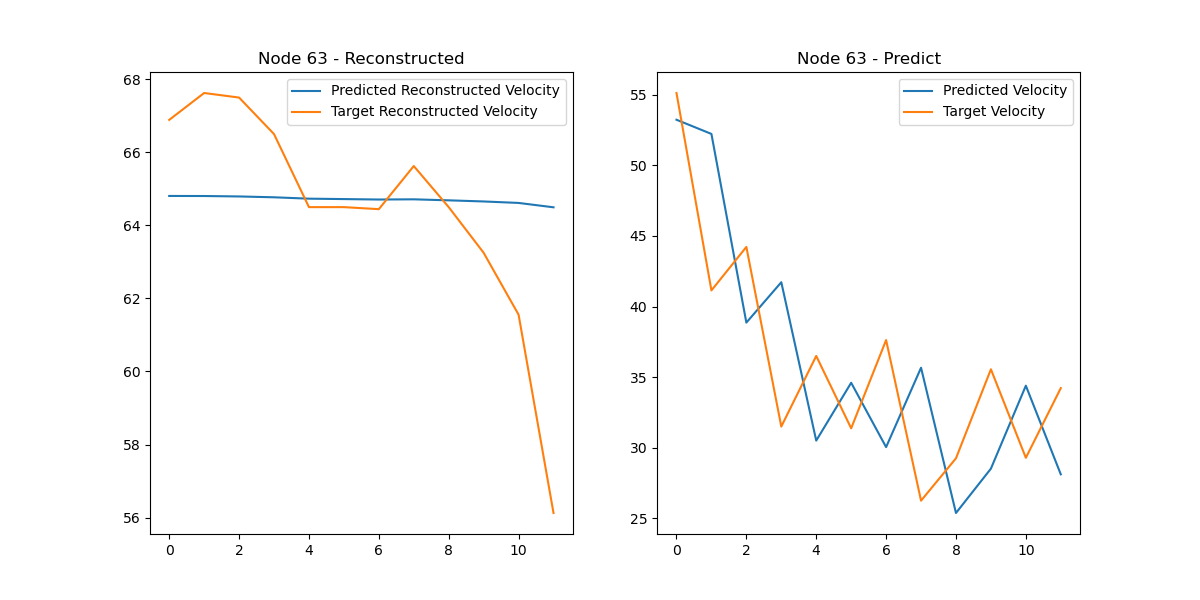 Node 63 - Reconstructed
68
66
64
62
60
58
56
0 2 4 6 8 10
Predicted Reconstructed Velocity
Target Reconstructed Velocity
Node 63 - Predict
55
50
45
40
35
30
25
0 2 4 6 8 10
Predicted Velocity
Target Velocity